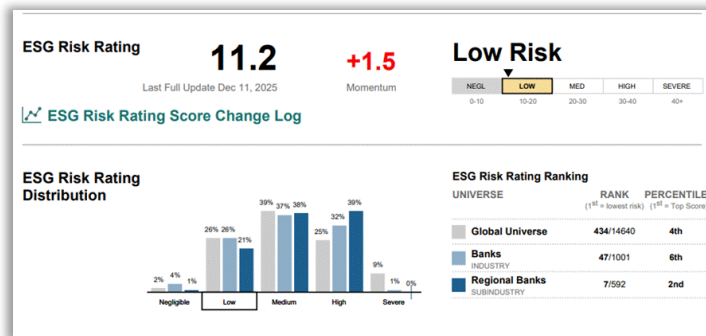 ESG Risk Rating
11.2
+1.5
Low Risk
Last Full Update Dec 11, 2025
Momentum
NEGL LOW MED HIGH SEVERE
0-10 10-20 20-30 30-40 40+
ESG Risk Rating Score Change Log
ESG Risk Rating
Distribution
39% 37% 38%
39%
32%
26% 26%
25%
21%
9%
2% 4% 1%
1% 0%
Negligible Low Medium High Severe
ESG Risk Rating Ranking
UNIVERSE RANK PERCENTILE
(1st = lowest risk) (1st = Top Score)
Global Universe 434/14640 4th
Banks 47/1001 6th
INDUSTRY
Regional Banks 7/592 2nd
SUBINDUSTRY